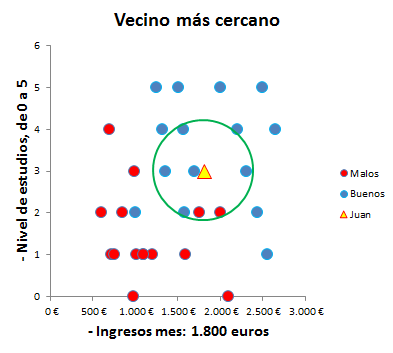 Vecino más cercano
- Nivel de estudios, de 0 a 5
6
5
4
3
2
1
0
0 € 500 € 1.000 € 1.500 € 2.000 € 2.500 € 3.000 €
- Ingresos mes: 1.800 euros
Malos
Buenos
Juan